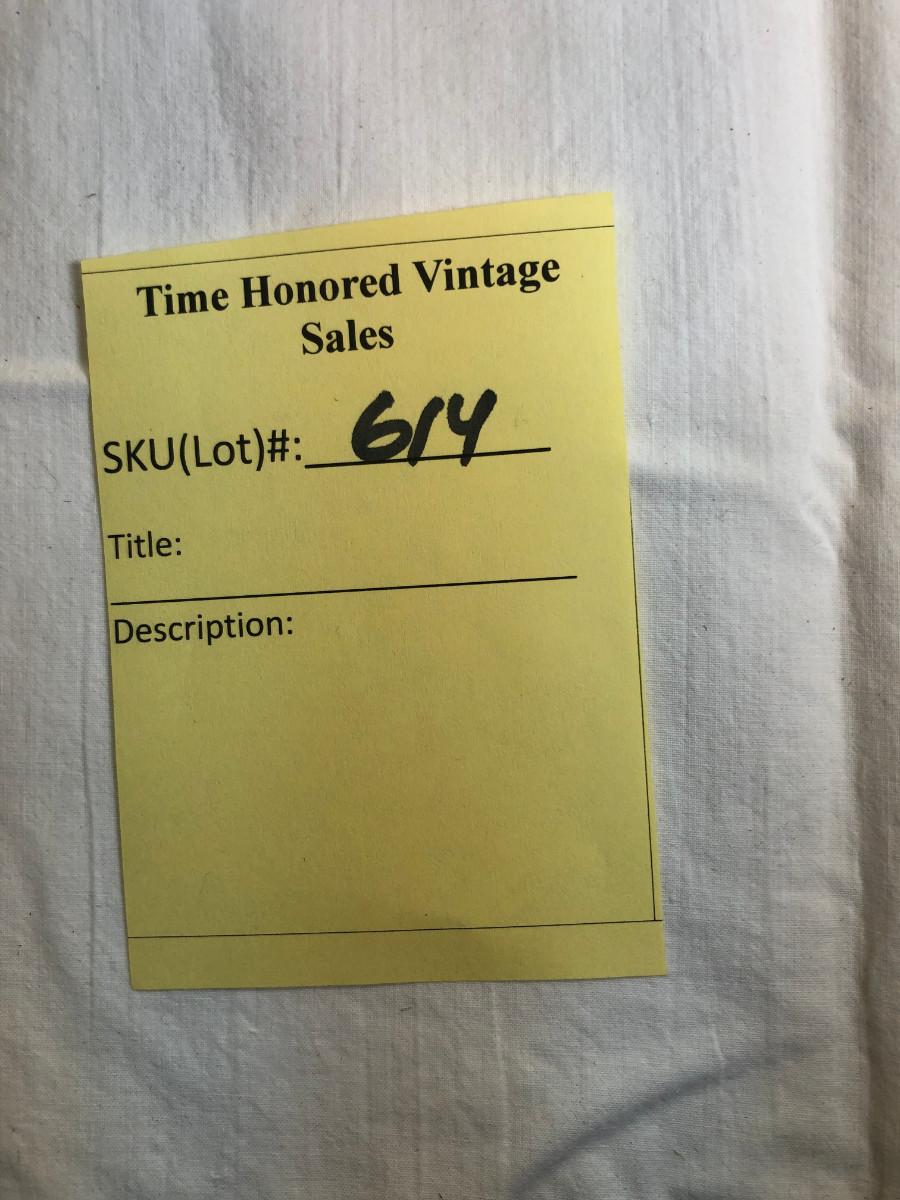 Time Honored Vintage
Sales
SKU(Lot)#: 614
Title:
Description: